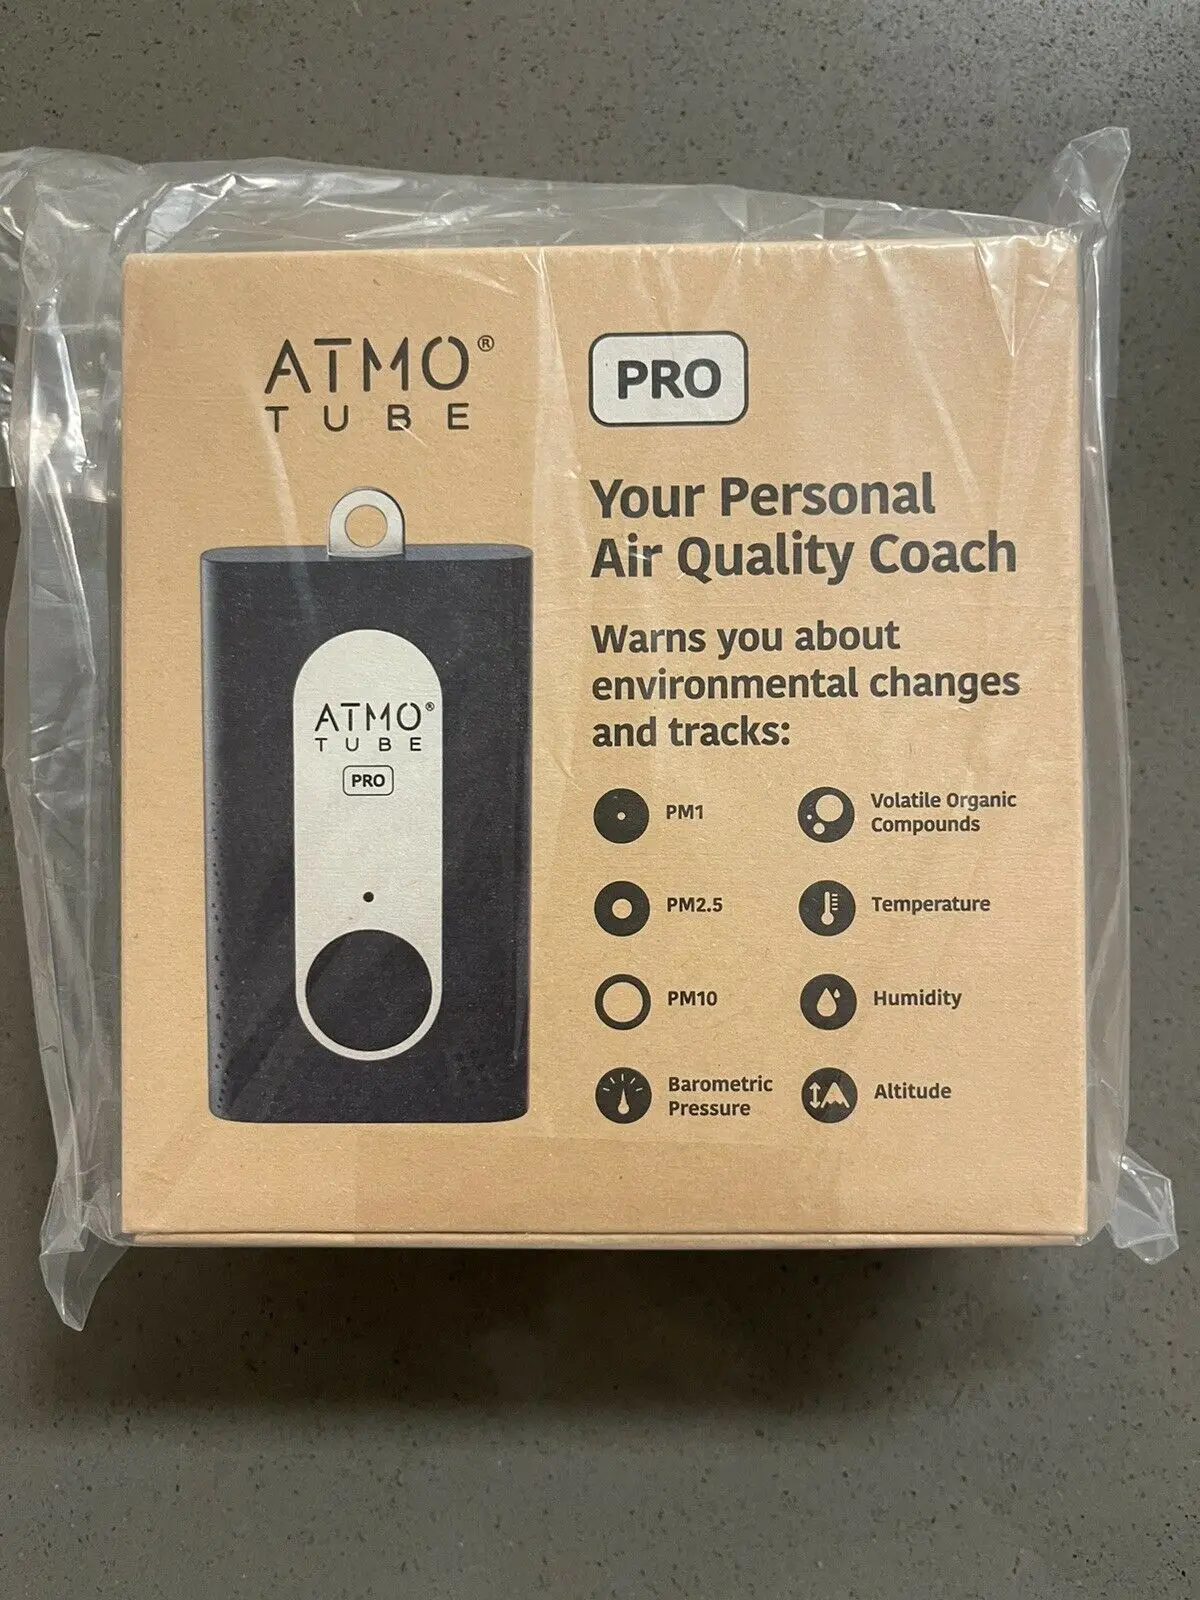 ATMO®
TUBE
PRO
Your Personal
Air Quality Coach
Warns you about
environmental changes
and tracks:
PM1
Volatile Organic
Compounds
PM2.5
Temperature
PM10
Humidity
Barometric
Pressure
Altitude
ATMO®
TUBE
PRO